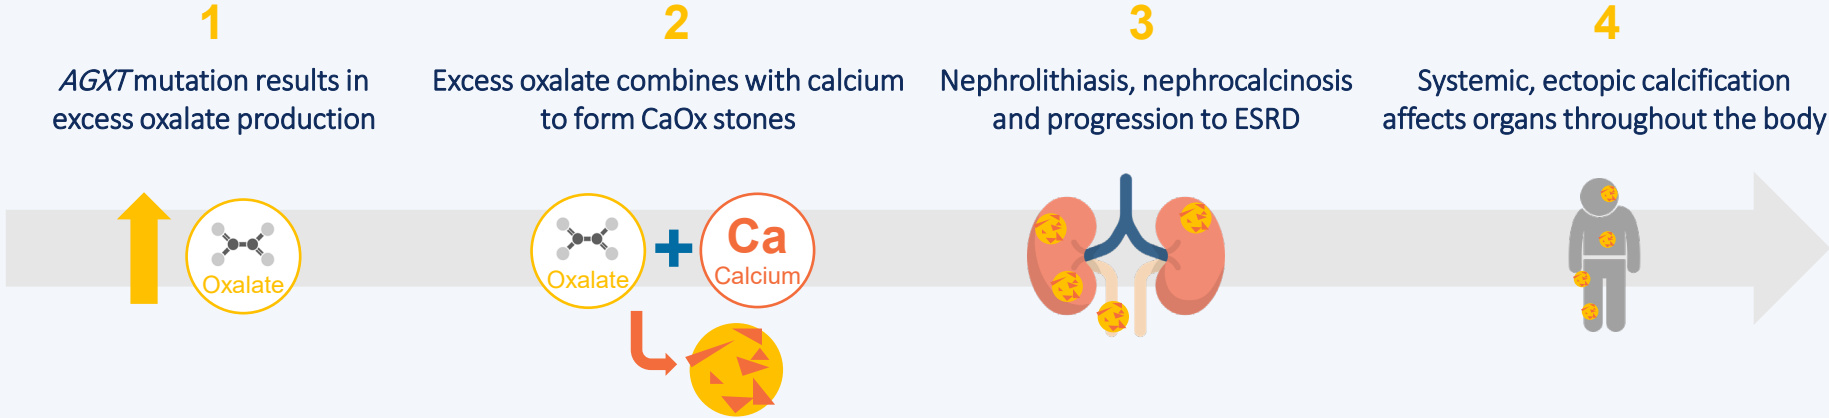 1
AGXT mutation results in
excess oxalate production
Oxalate
2
Excess oxalate combines with calcium
to form CaOx stones
Oxalate
Ca
Calcium
3
Nephrolithiasis, nephrocalcinosis
and progression to ESRD
4
Systemic, ectopic calcification
affects organs throughout the body